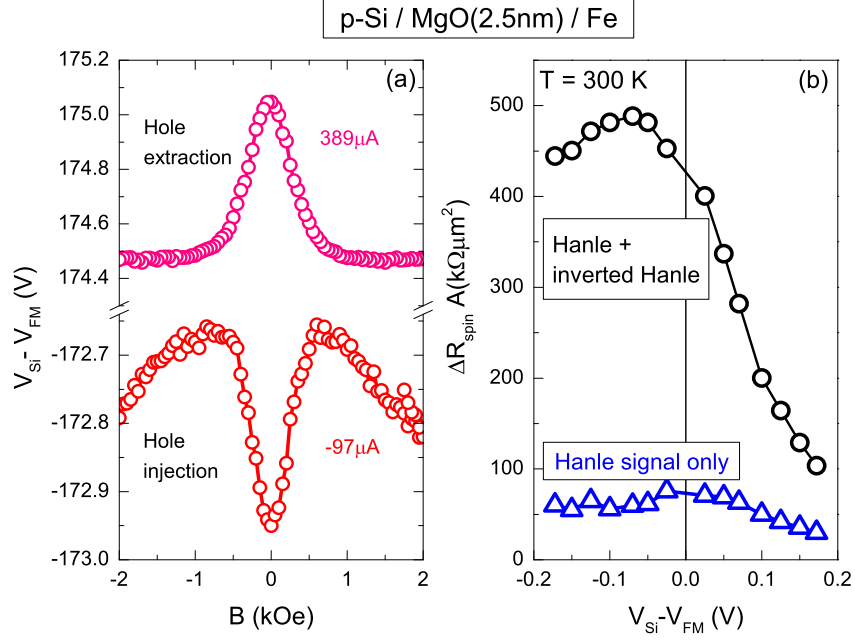 p-Si / MgO(2.5nm) / Fe
(a)
175.2
175.0
174.8
174.6
174.4
-172.7
-172.8
-172.9
-173.0
V_Si - V_FM (V)
Hole
extraction
389μA
Hole
injection
-97μA
-2 -1 0 1 2
B (kOe)
T = 300 K
(b)
500
400
300
200
100
0
ΔR_spin A(kΩμm²)
Hanle +
inverted Hanle
Hanle signal only
-0.2 -0.1 0.0 0.1 0.2
V_Si-V_FM (V)